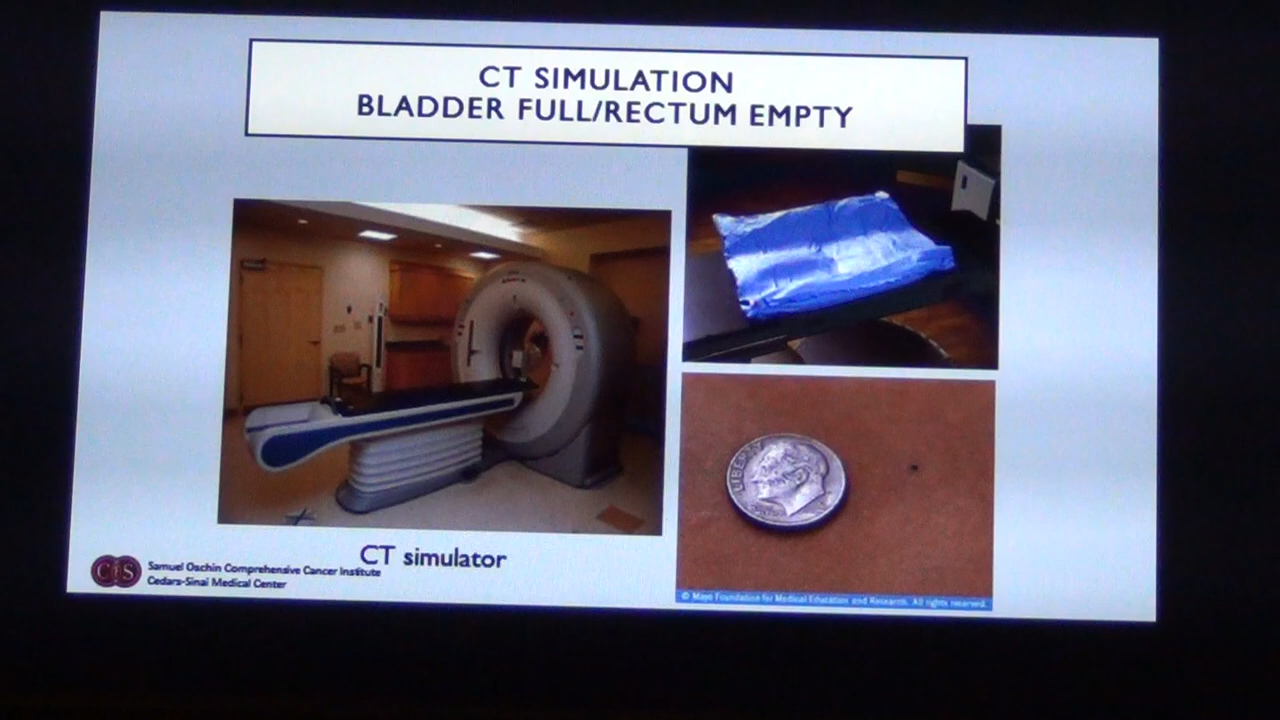 CT SIMULATION
BLADDER FULL/RECTUM EMPTY
LIBERTY
CT simulator
Samuel Oschin Comprehensive Cancer Institute
Cedars-Sinai Medical Center
© Mayo Foundation for Medical Education and Research. All rights reserved.